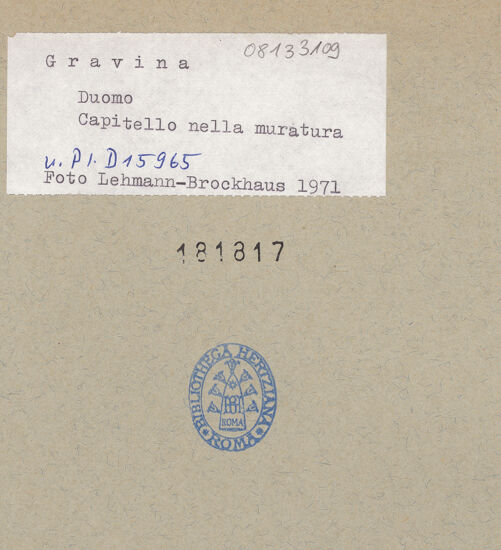 08133109
Gravina
Duomo
Capitello nella muratura
n. Pl. D15965
Foto Lehmann-Brockhaus 1971
181817
BIBLIOTHECA HERTZIANA
ROMA
ROMA